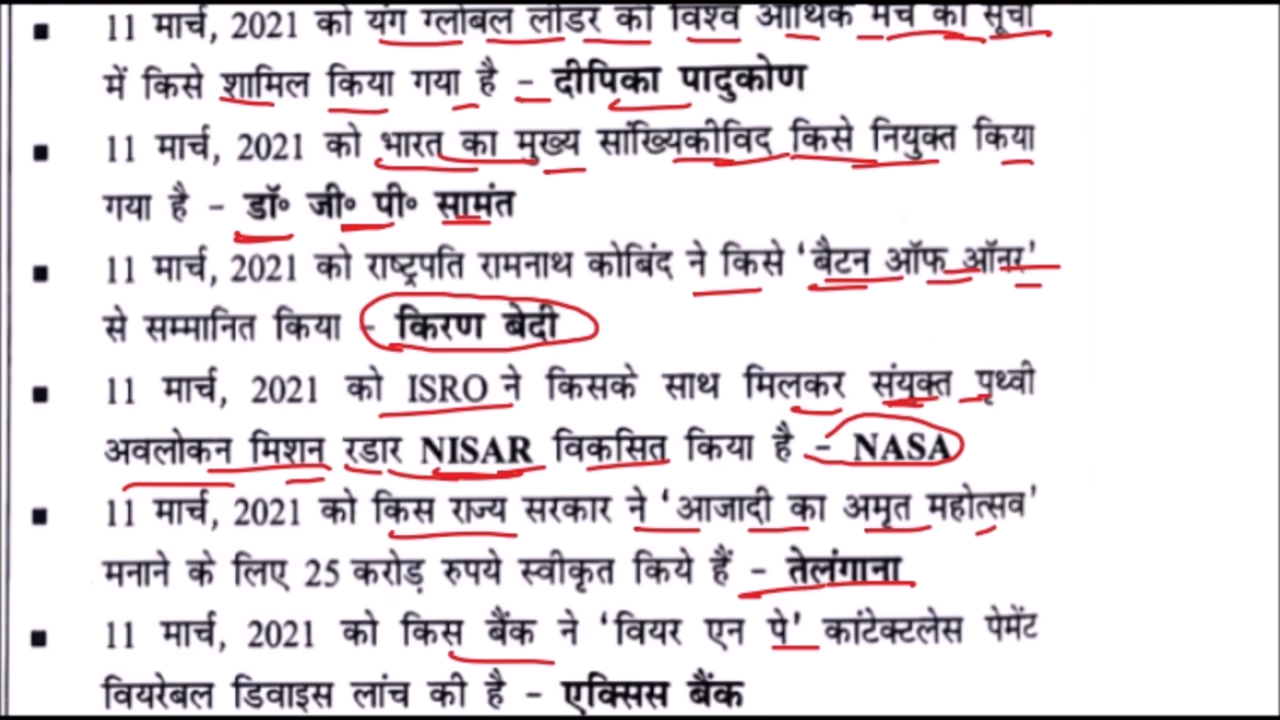 ▪ 11 मार्च, 2021 को यंग ग्लोबल लीडर की विश्व आर्थिक मंच की सूची
में किसे शामिल किया गया है – दीपिका पादुकोण
▪ 11 मार्च, 2021 को भारत का मुख्य सांख्यिकीविद किसे नियुक्त किया
गया है – डॉ॰ जी॰ पी॰ सामंत
▪ 11 मार्च, 2021 को राष्ट्रपति रामनाथ कोबिंद ने किसे ‘बैटन ऑफ ऑनर’
से सम्मानित किया - किरण बेदी
▪ 11 मार्च, 2021 को ISRO ने किसके साथ मिलकर संयुक्त पृथ्वी
अवलोकन मिशन रडार NISAR विकसित किया है – NASA
▪ 11 मार्च, 2021 को किस राज्य सरकार ने ‘आजादी का अमृत महोत्सव’
मनाने के लिए 25 करोड़ रुपये स्वीकृत किये हैं – तेलंगाना
▪ 11 मार्च, 2021 को किस बैंक ने ‘वियर एन पे’ कांटेक्टलेस पेमेंट
वियरेबल डिवाइस लांच की है – एक्सिस बैंक